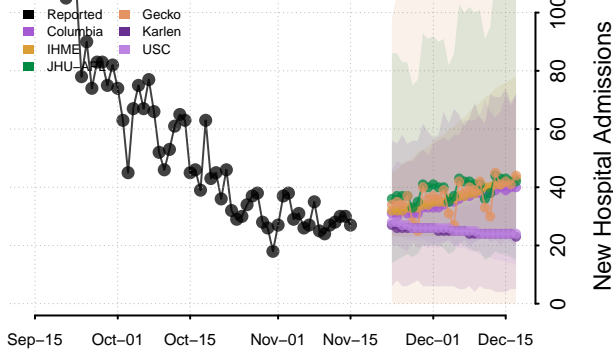 Reported
Columbia
IHME
JHU–APL
Gecko
Karlen
USC
100
80
60
40
20
0
New Hospital Admissions
Sep–15
Oct–01
Oct–15
Nov–01
Nov–15
Dec–01
Dec–15